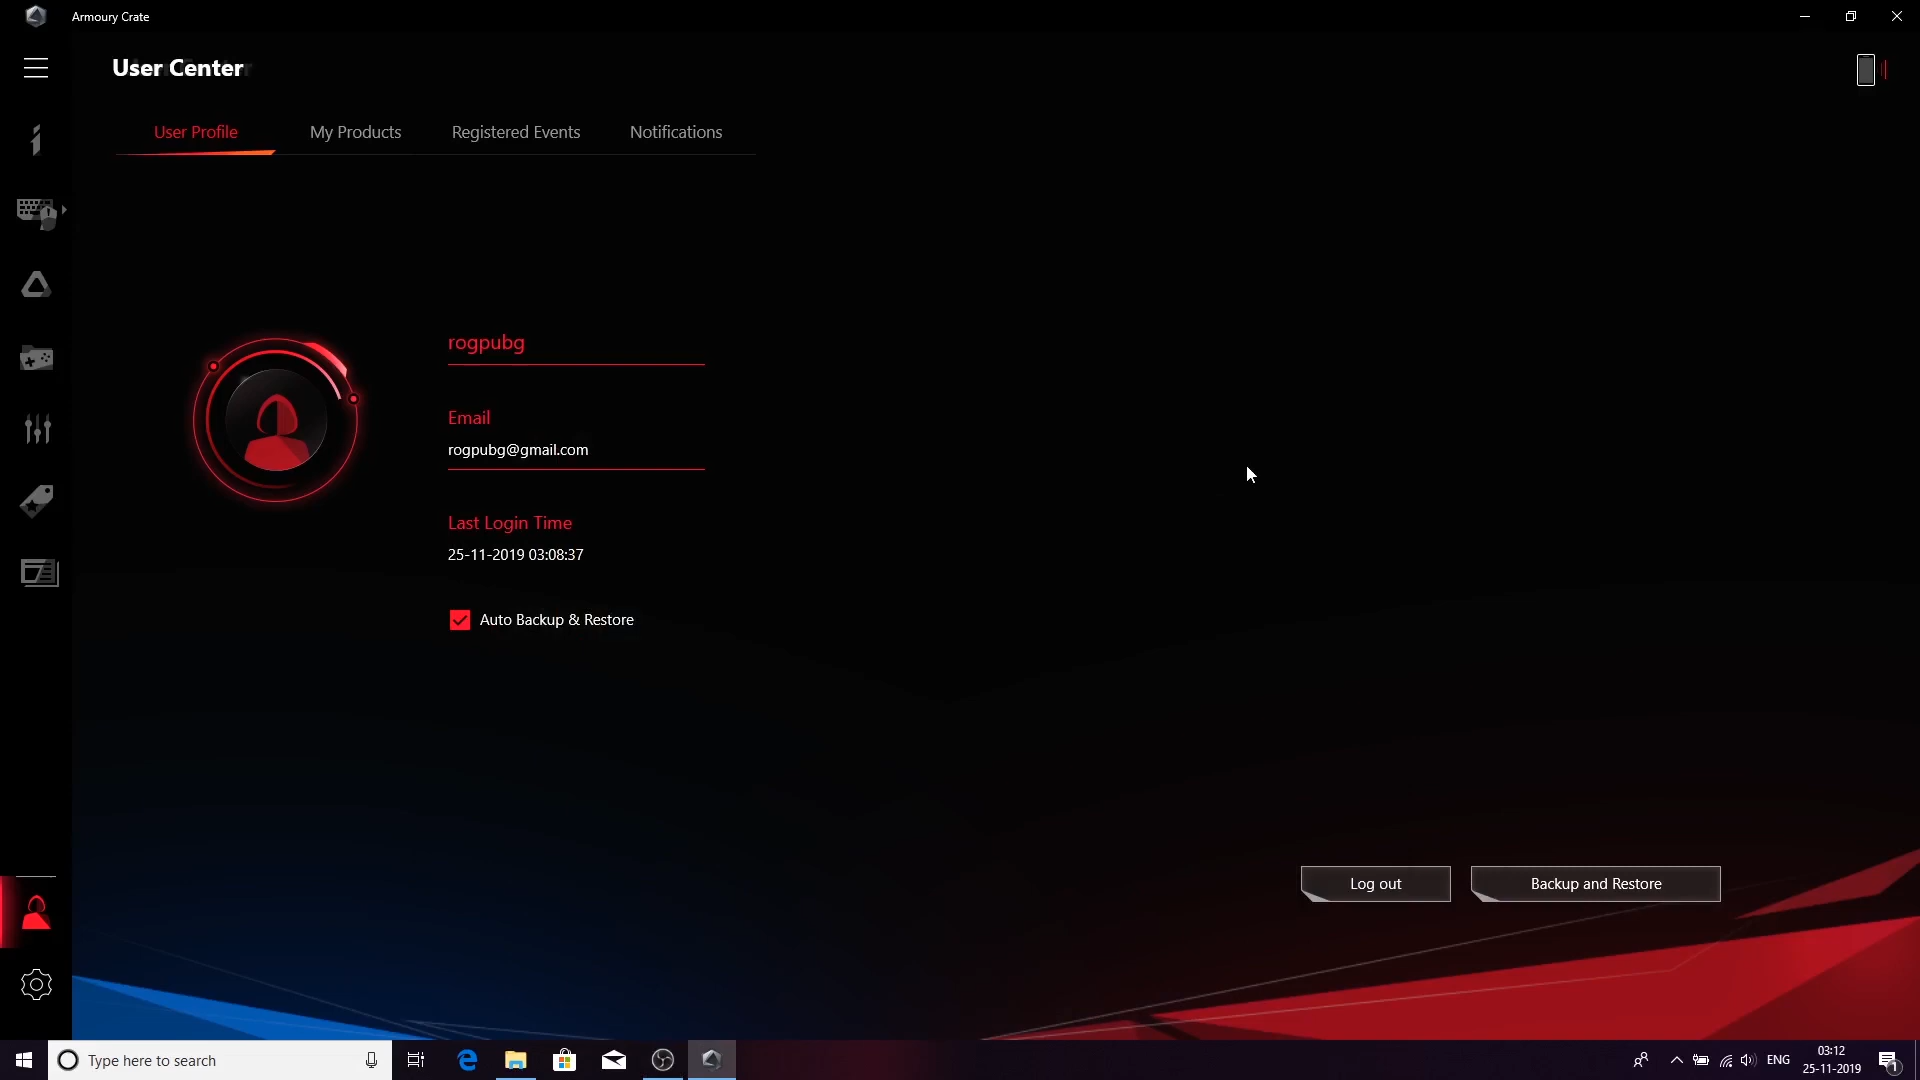 Armoury Crate
User Center
User Profile
My Products
Registered Events
Notifications
rogpubg
Email
rogpubg@gmail.com
Last Login Time
25-11-2019 03:08:37
Auto Backup & Restore
Log out
Backup and Restore
Type here to search
ENG
03:12
25-11-2019
1